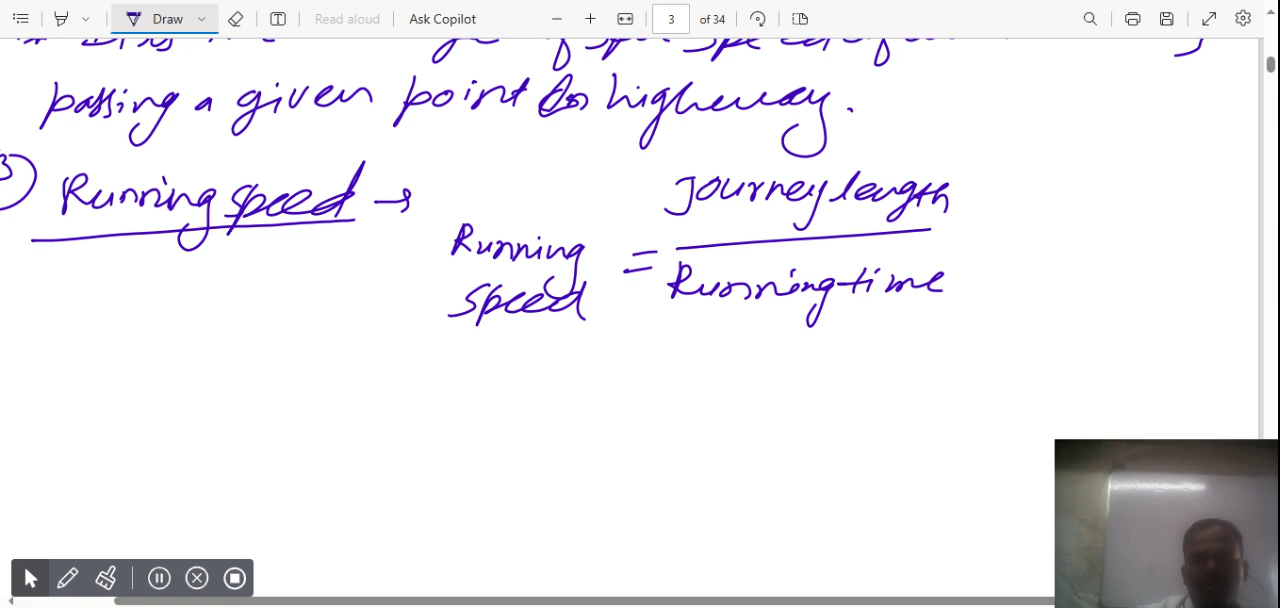 Draw
Read aloud
Ask Copilot
3 of 34
passing a given point on highway.
3) Running speed →
Journey length
Running speed =
Running time